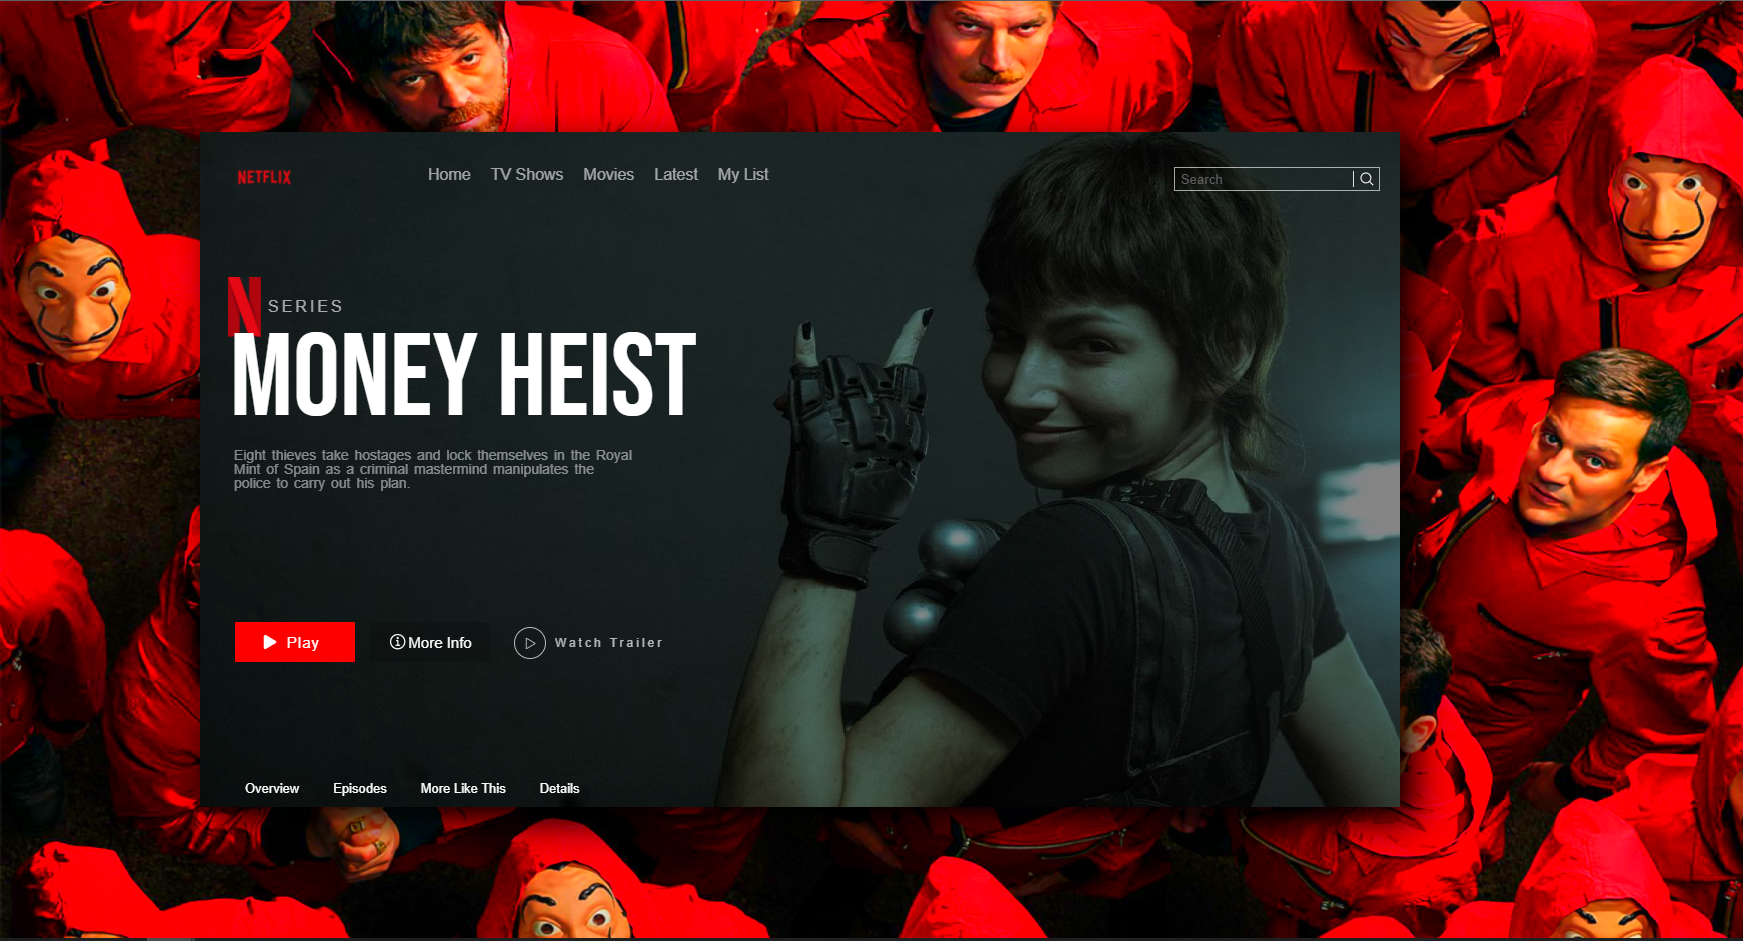 NETFLIX
Home TV Shows Movies Latest My List
Search
N SERIES
MONEY HEIST
Eight thieves take hostages and lock themselves in the Royal
Mint of Spain as a criminal mastermind manipulates the
police to carry out his plan.
Play
More Info
Watch Trailer
Overview Episodes More Like This Details